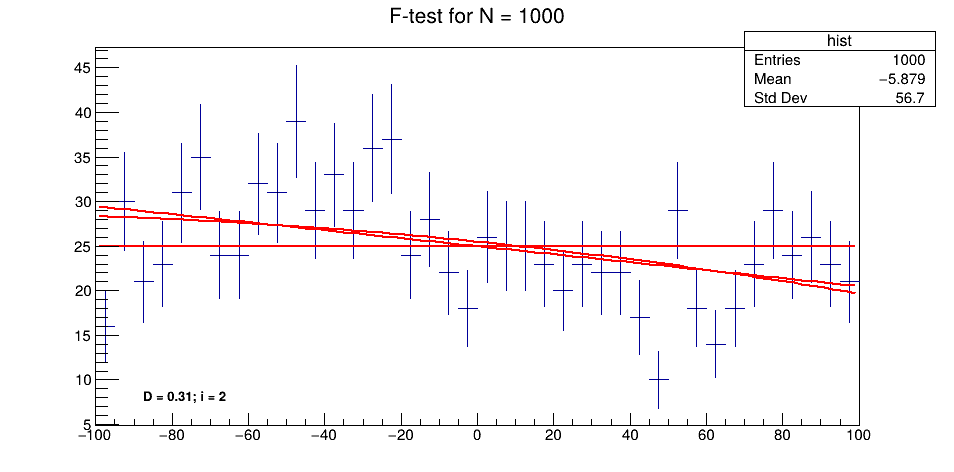 F-test for N = 1000
hist
Entries 1000
Mean −5.879
Std Dev 56.7
45
40
35
30
25
20
15
10
5
D = 0.31; i = 2
−100 −80 −60 −40 −20 0 20 40 60 80 100